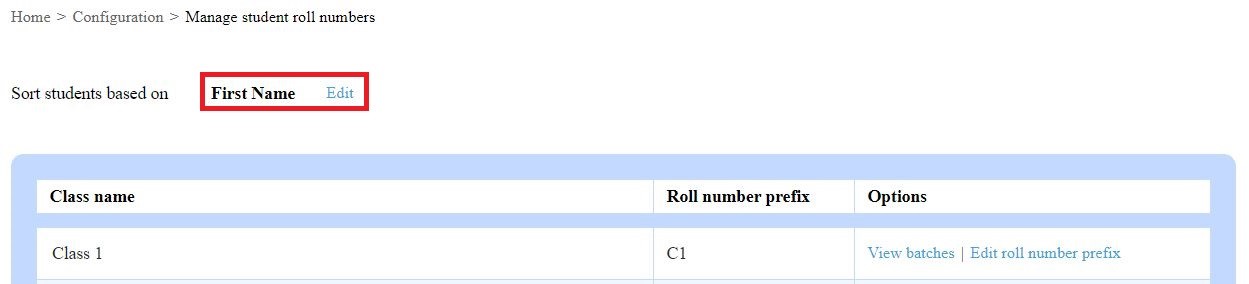 Home > Configuration > Manage student roll numbers
Sort students based on First Name Edit
Class name Roll number prefix Options
Class 1 C1 View batches | Edit roll number prefix